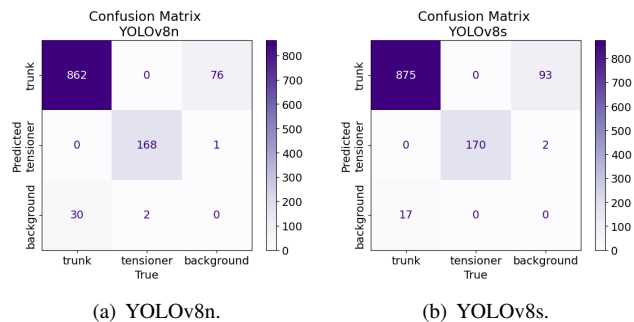 Confusion Matrix
YOLOv8n
trunk
862
0
76
Predicted
tensioner
0
168
1
background
30
2
0
trunk
tensioner
background
True
800
700
600
500
400
300
200
100
0
(a) YOLOv8n.
Confusion Matrix
YOLOv8s
trunk
875
0
93
Predicted
tensioner
0
170
2
background
17
0
0
trunk
tensioner
background
True
800
700
600
500
400
300
200
100
0
(b) YOLOv8s.